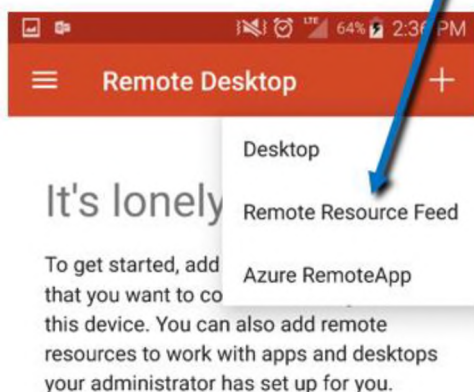 LTE 64% 2:36 PM
Remote Desktop
Desktop
Remote Resource Feed
Azure RemoteApp
It's lonely
To get started, add
that you want to co
this device. You can also add remote
resources to work with apps and desktops
your administrator has set up for you.